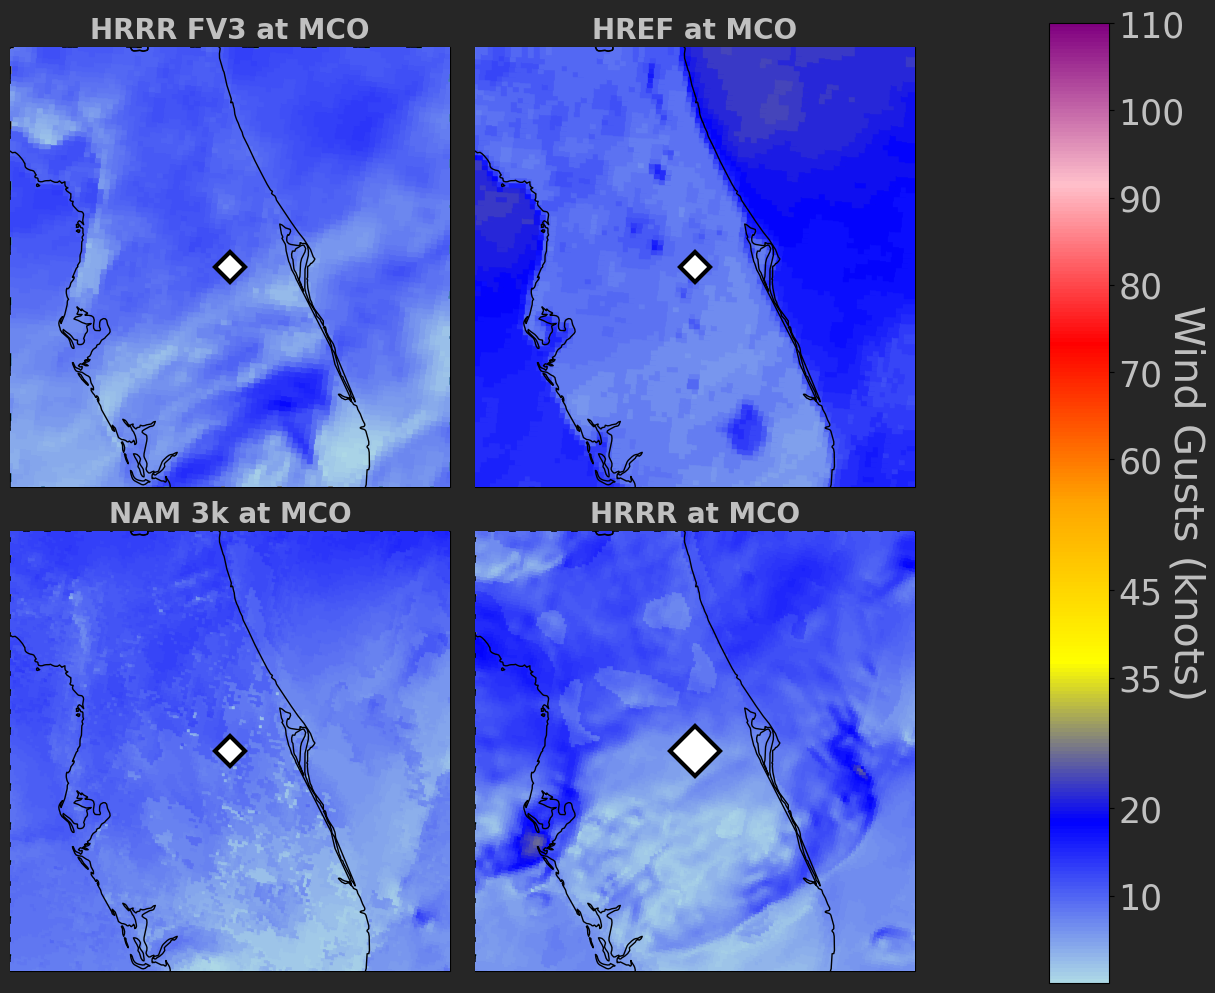 HRRR FV3 at MCO
HREF at MCO
NAM 3k at MCO
HRRR at MCO
110
100
90
80
70
60
45
35
20
10
Wind Gusts (knots)